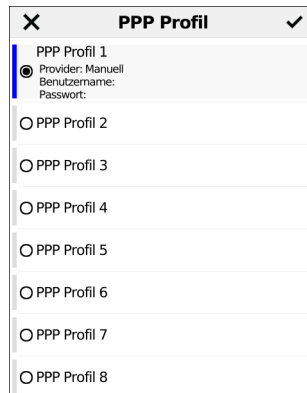 PPP Profil
PPP Profil 1
Provider: Manuell
Benutzername:
Passwort:
PPP Profil 2
PPP Profil 3
PPP Profil 4
PPP Profil 5
PPP Profil 6
PPP Profil 7
PPP Profil 8